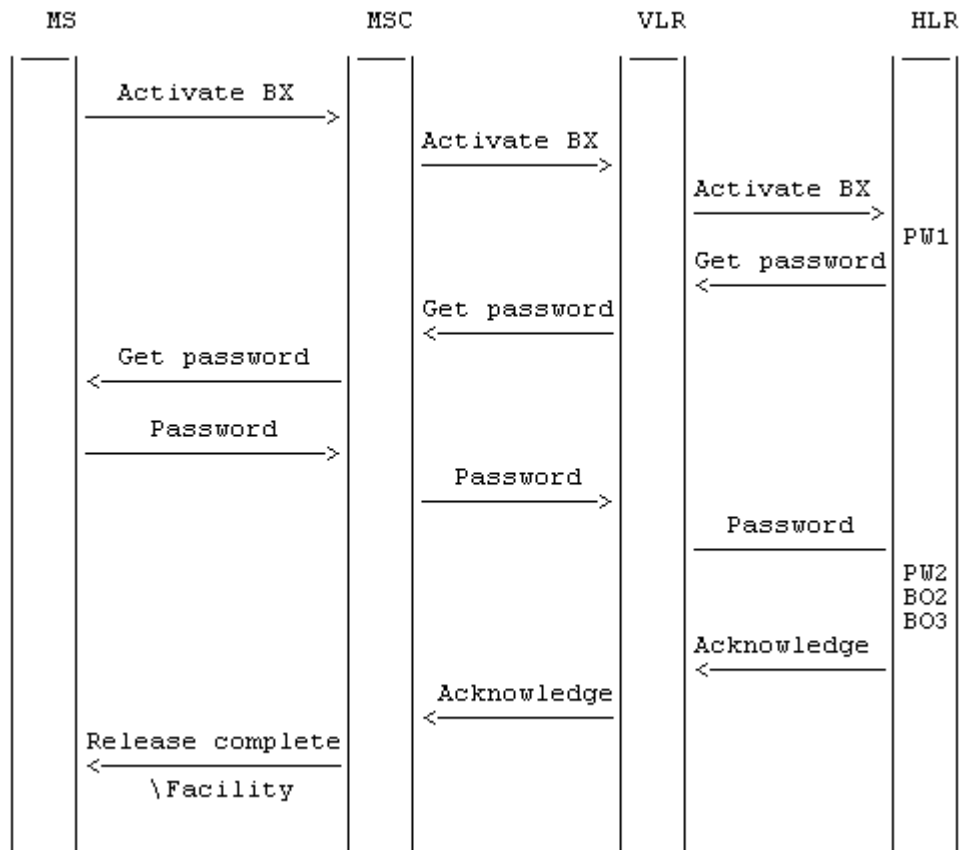 MS MSC VLR HLR
Activate BX
Activate BX
Activate BX
PW1
Get password
Get password
Get password
Password
Password
Password
PW2
BO2
BO3
Acknowledge
Acknowledge
Release complete
\Facility